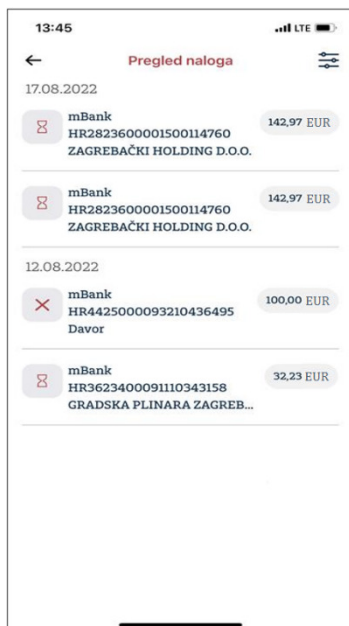 13:45
LTE
Pregled naloga
17.08.2022
mBank
HR2823600001500114760
ZAGREBAČKI HOLDING D.O.O.
142,97 EUR
mBank
HR2823600001500114760
ZAGREBAČKI HOLDING D.O.O.
142,97 EUR
12.08.2022
mBank
HR4425000093210436495
Davor
100,00 EUR
mBank
HR3623400091110343158
GRADSKA PLINARA ZAGREB...
32,23 EUR